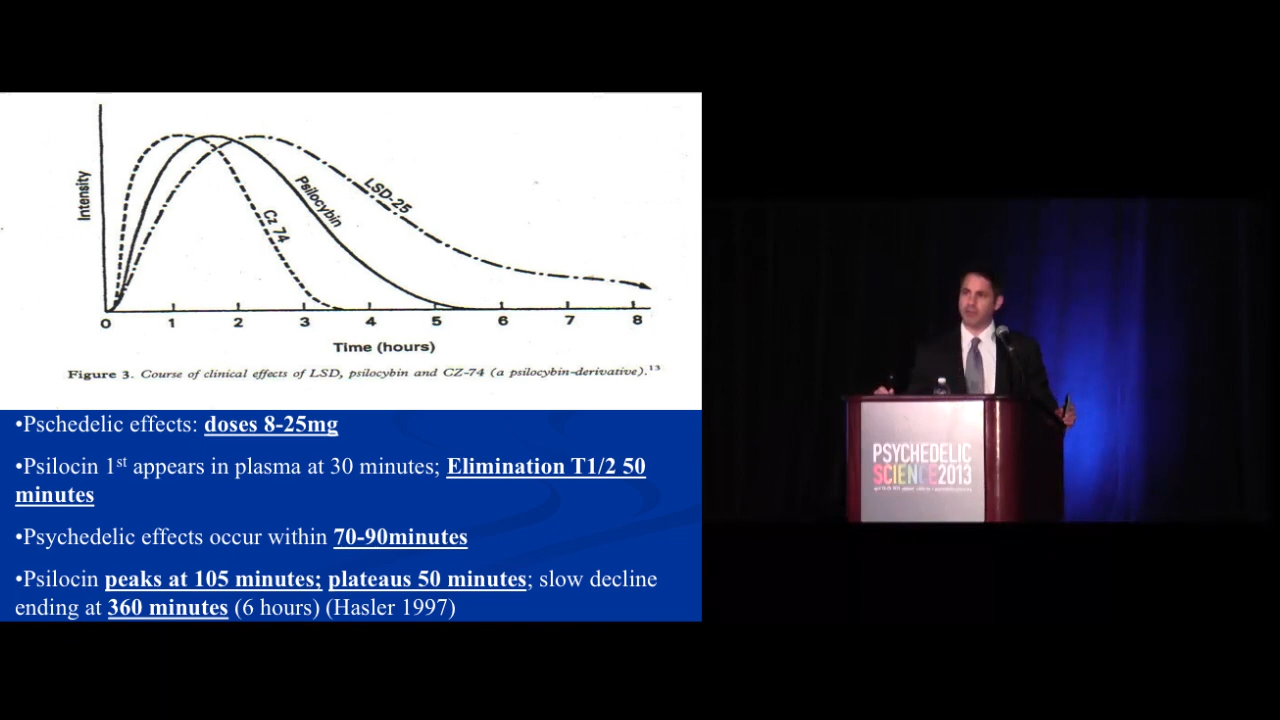 Intensity
Cz 74
Psilocybin
LSD-25
0 1 2 3 4 5 6 7 8
Time (hours)
Figure 3. Course of clinical effects of LSD, psilocybin and CZ-74 (a psilocybin-derivative).13
•Pschedelic effects: doses 8-25mg
•Psilocin 1st appears in plasma at 30 minutes; Elimination T1/2 50
minutes
•Psychedelic effects occur within 70-90minutes
•Psilocin peaks at 105 minutes; plateaus 50 minutes; slow decline
ending at 360 minutes (6 hours) (Hasler 1997)
PSYCHEDELIC
SCIENCE2013